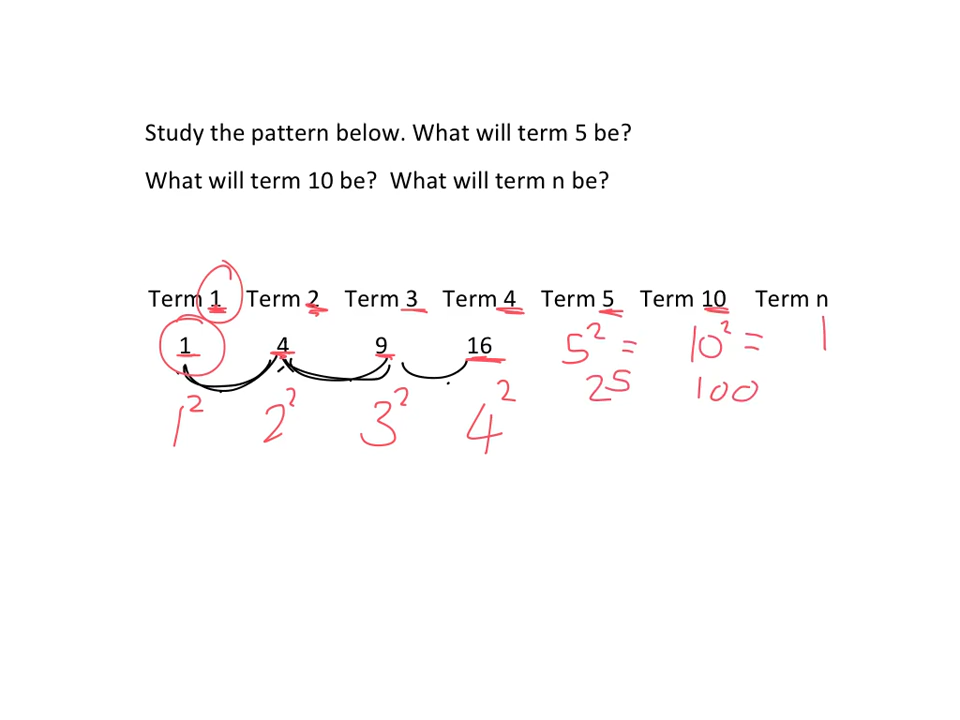 Study the pattern below. What will term 5 be?
What will term 10 be? What will term n be?
Term 1 Term 2 Term 3 Term 4 Term 5 Term 10 Term n
1 4 9 16 5² = 10² =
25 100
1² 2² 3² 4²